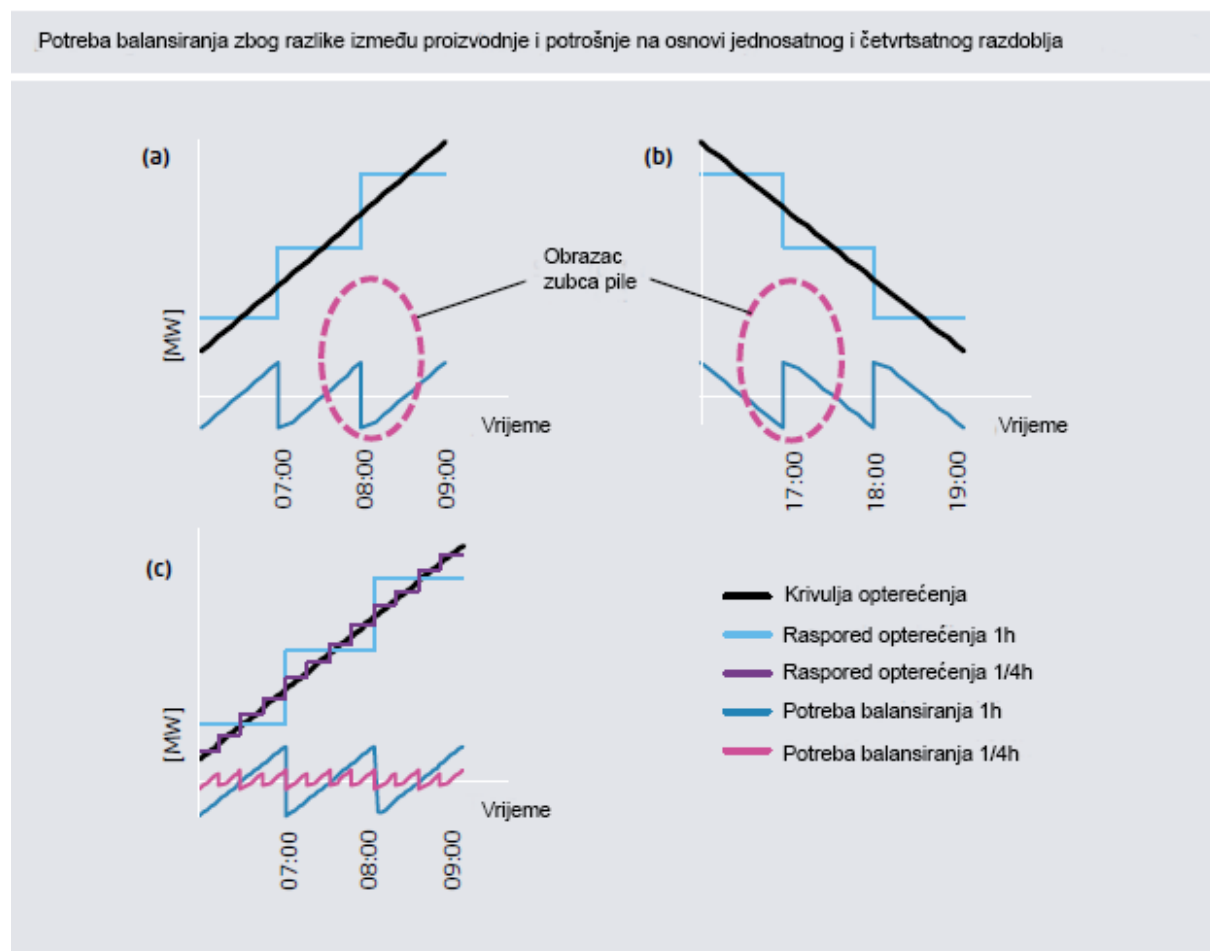 Potreba balansiranja zbog razlike između proizvodnje i potrošnje na osnovi jednosatnog i četvrtsatnog razdoblja
(a)
(b)
Obrazac
zubca pile
[MW]
Vrijeme
Vrijeme
07:00
08:00
09:00
17:00
18:00
19:00
(c)
[MW]
Vrijeme
07:00
08:00
09:00
Krivulja opterećenja
Raspored opterećenja 1h
Raspored opterećenja 1/4h
Potreba balansiranja 1h
Potreba balansiranja 1/4h